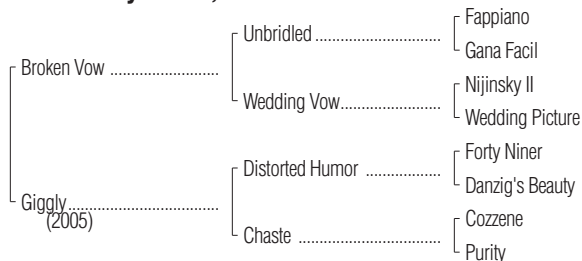 Fappiano
Unbridled
Gana Facil
Broken Vow
Nijinsky II
Wedding Vow
Wedding Picture
Forty Niner
Distorted Humor
Danzig's Beauty
Giggly
(2005)
Cozzene
Chaste
Purity